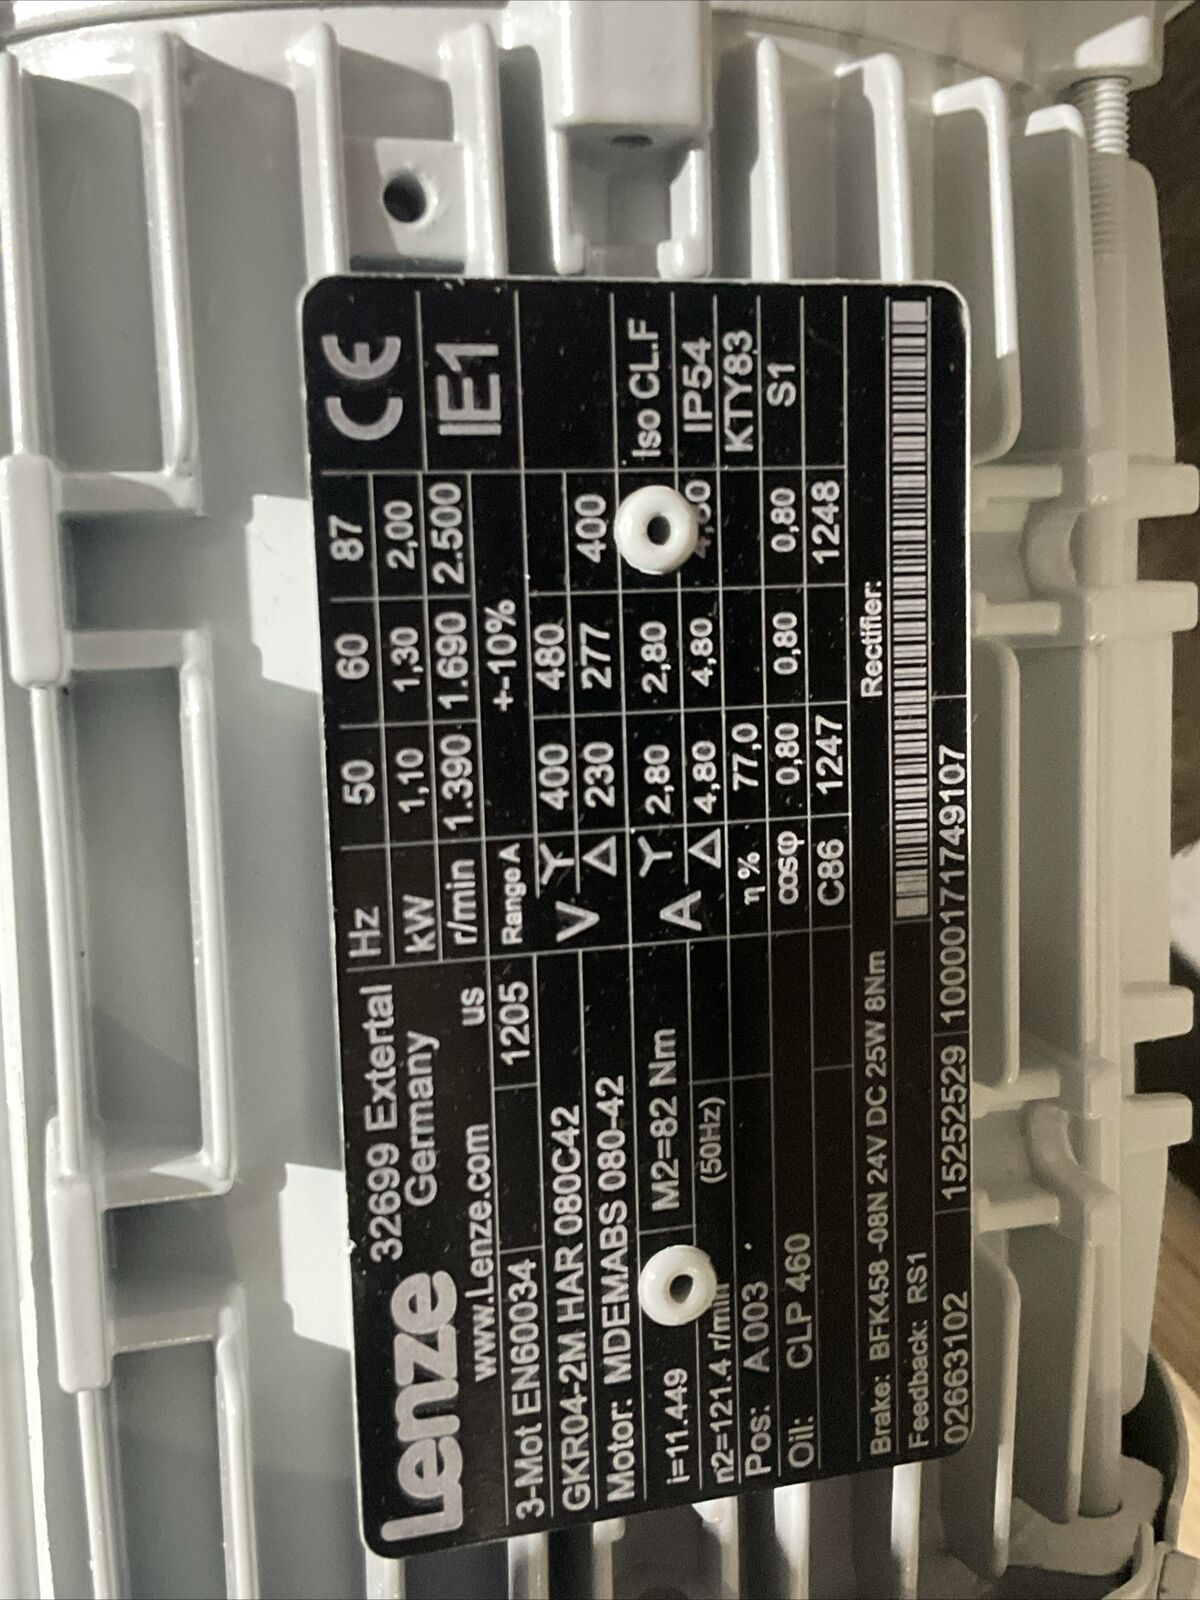 Lenze 32699 Extertal
Germany
www.Lenze.com us
3-Mot EN60034 1205
GKR04-2M HAR 080C42
Motor: MDEMABS 080-42
i=11.449 M2=82 Nm
n2=121.4 r/min (50Hz)
Pos: A 003
Oil: CLP 460
Hz 50 60 87 CE
kW 1,10 1,30 2,00
r/min 1.390 1.690 2.500 IE1
Range A +-10%
V Y 400 480
Δ 230 277 400
A Y 2,80 2,80 Iso CL.F
Δ 4,80 4,80 4,80 IP54
η % 77,0 KTY83
cosφ 0,80 0,80 0,80 S1
C86 1247 1248
Brake: BFK458 -08N 24V DC 25W 8Nm Rectifier:
Feedback: RS1
02663102 15252529 1000017171749107